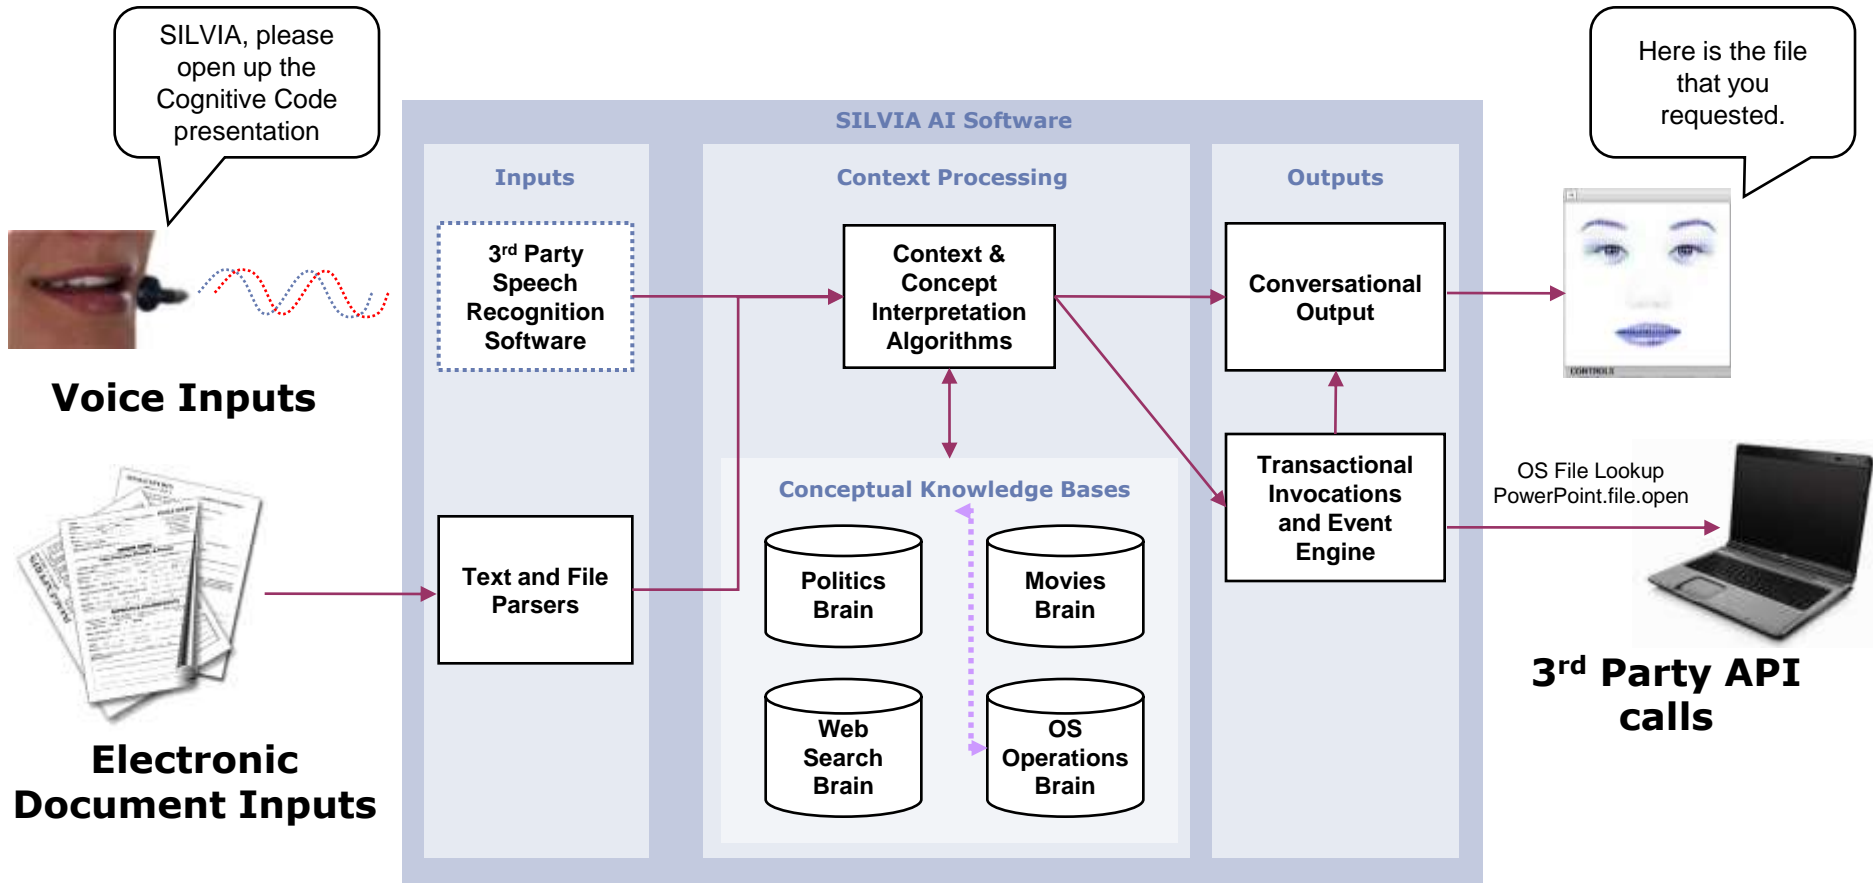 SILVIA, please
open up the
Cognitive Code
presentation
Here is the file
that you
requested.
SILVIA AI Software
Inputs
Context Processing
Outputs
3rd Party
Speech
Recognition
Software
Context &
Concept
Interpretation
Algorithms
Conversational
Output
CONTROLS
Voice Inputs
Transactional
Invocations
and Event
Engine
OS File Lookup
PowerPoint.file.open
Conceptual Knowledge Bases
Text and File
Parsers
Politics
Brain
Movies
Brain
Web
Search
Brain
OS
Operations
Brain
3rd Party API
calls
Electronic
Document Inputs